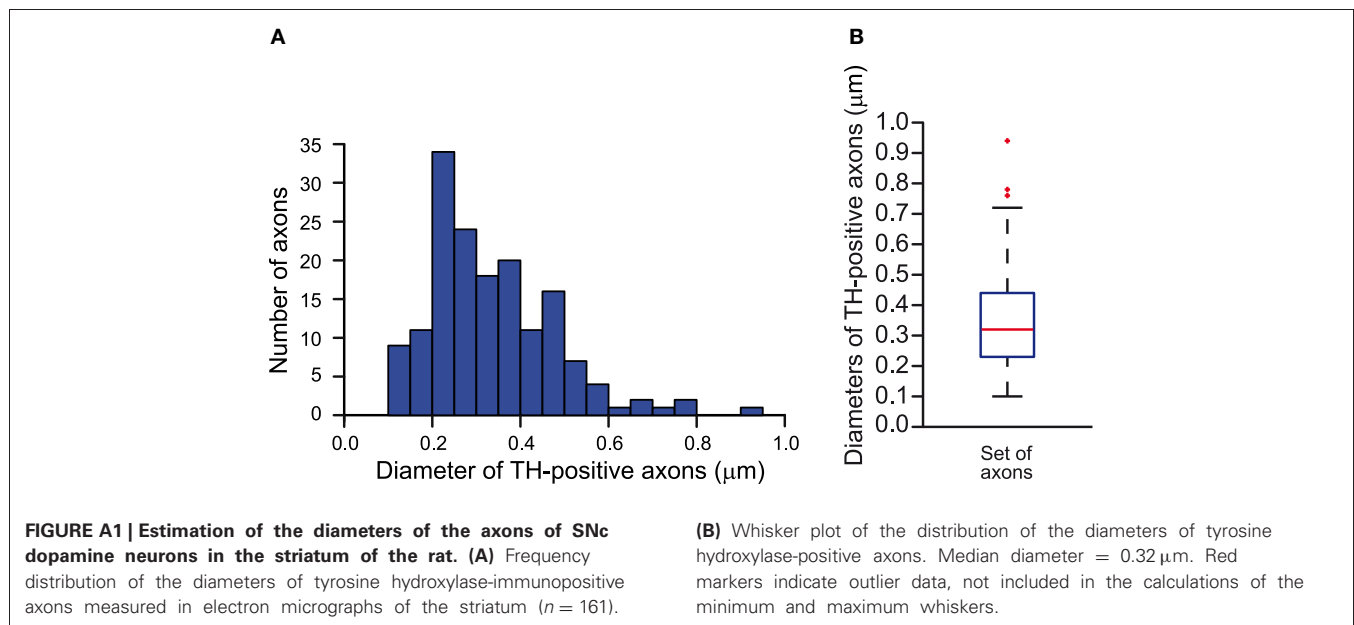 A
Number of axons
35
30
25
20
15
10
5
0
0.0 0.2 0.4 0.6 0.8 1.0
Diameter of TH-positive axons (μm)
B
Diameters of TH-positive axons (μm)
1.0
0.9
0.8
0.7
0.6
0.5
0.4
0.3
0.2
0.1
0.0
Set of
axons
FIGURE A1 | Estimation of the diameters of the axons of SNc
dopamine neurons in the striatum of the rat. (A) Frequency
distribution of the diameters of tyrosine hydroxylase-immunopositive
axons measured in electron micrographs of the striatum (n = 161).
(B) Whisker plot of the distribution of the diameters of tyrosine
hydroxylase-positive axons. Median diameter = 0.32 μm. Red
markers indicate outlier data, not included in the calculations of the
minimum and maximum whiskers.